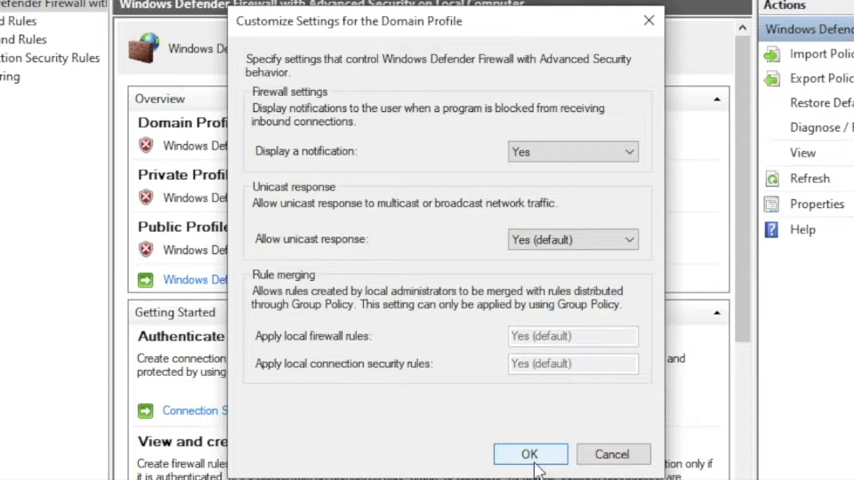 efender Firewall with
Windows Defender Firewall with Advanced Security on Local Computer
Actions
d Rules
nd Rules
tion Security Rules
ring
Windows De
Overview
Domain Profi
Windows Def
Private Profil
Windows Def
Public Profile
Windows Def
Windows Def
Getting Started
Authenticate
Create connection
protected by using
and
Connection S
View and cre
Create firewall rules
connection only if
it is authenticated,
Customize Settings for the Domain Profile
Specify settings that control Windows Defender Firewall with Advanced Security
behavior.
Firewall settings
Display notifications to the user when a program is blocked from receiving
inbound connections.
Display a notification:
Yes
Unicast response
Allow unicast response to multicast or broadcast network traffic.
Allow unicast response:
Yes (default)
Rule merging
Allows rules created by local administrators to be merged with rules distributed
through Group Policy. This setting can only be applied by using Group Policy.
Apply local firewall rules:
Yes (default)
Apply local connection security rules:
Yes (default)
OK
Cancel
Windows Defend
Import Polic
Export Polic
Restore Defa
Diagnose / 
View
Refresh
Properties
Help